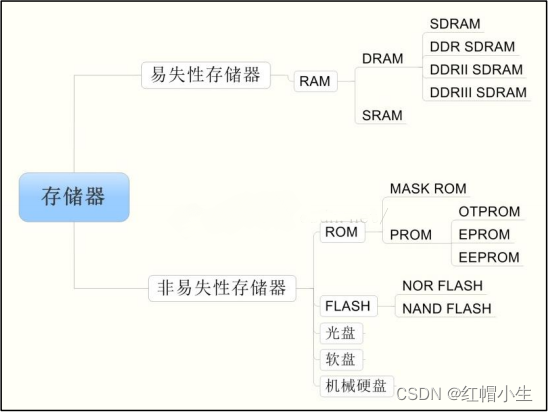 存储器
易失性存储器
RAM
DRAM
SDRAM
DDR SDRAM
DDRII SDRAM
DDRIII SDRAM
SRAM
非易失性存储器
ROM
MASK ROM
PROM
OTPROM
EPROM
EEPROM
FLASH
NOR FLASH
NAND FLASH
光盘
软盘
机械硬盘
CSDN @红帽小生